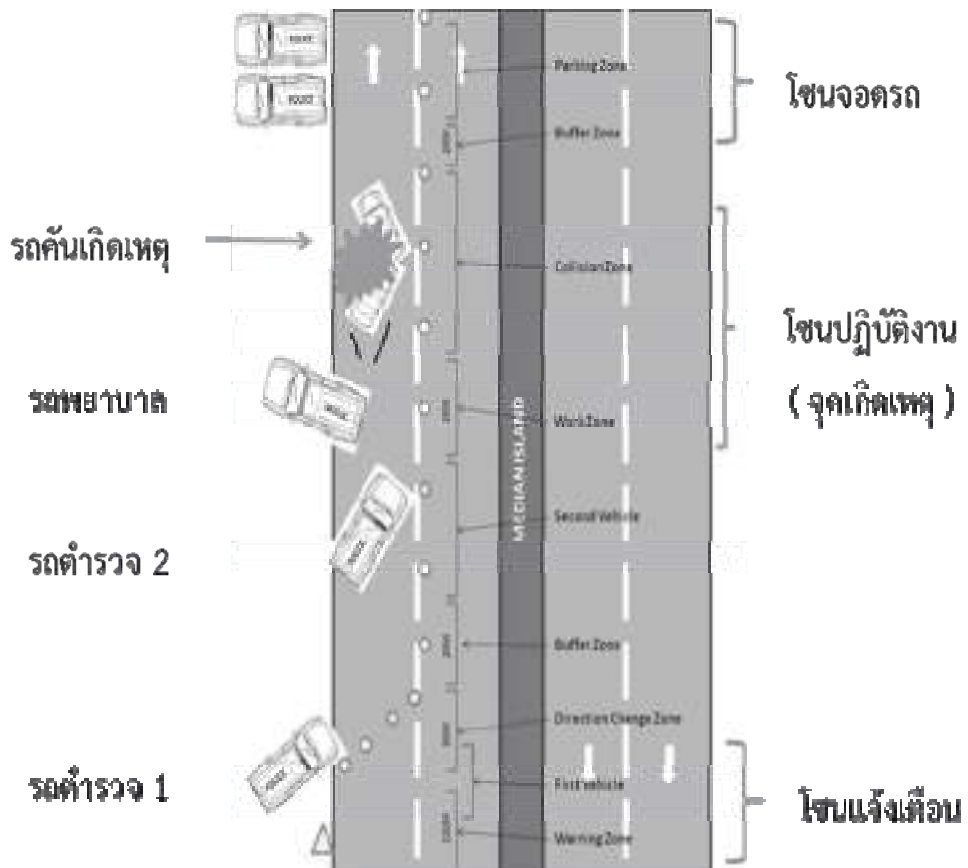 Parking Zone
โซนจอดรถ
Buffer Zone
รถคันเกิดเหตุ
Collision Zone
โซนปฏิบัติงาน
( จุดเกิดเหตุ )
รถพยาบาล
Work Zone
MEDIAN ISLAND
Second Vehicle
รถตำรวจ 2
Buffer Zone
Direction Change Zone
รถตำรวจ 1
First vehicle
โซนแจ้งเตือน
Warning Zone